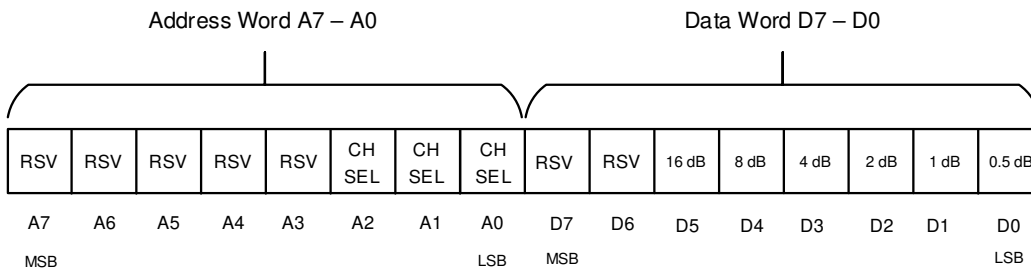 Address Word A7 – A0 Data Word D7 – D0
RSV RSV RSV RSV RSV CH SEL CH SEL CH SEL RSV RSV 16 dB 8 dB 4 dB 2 dB 1 dB 0.5 dB
A7 A6 A5 A4 A3 A2 A1 A0 D7 D6 D5 D4 D3 D2 D1 D0
MSB LSB MSB LSB